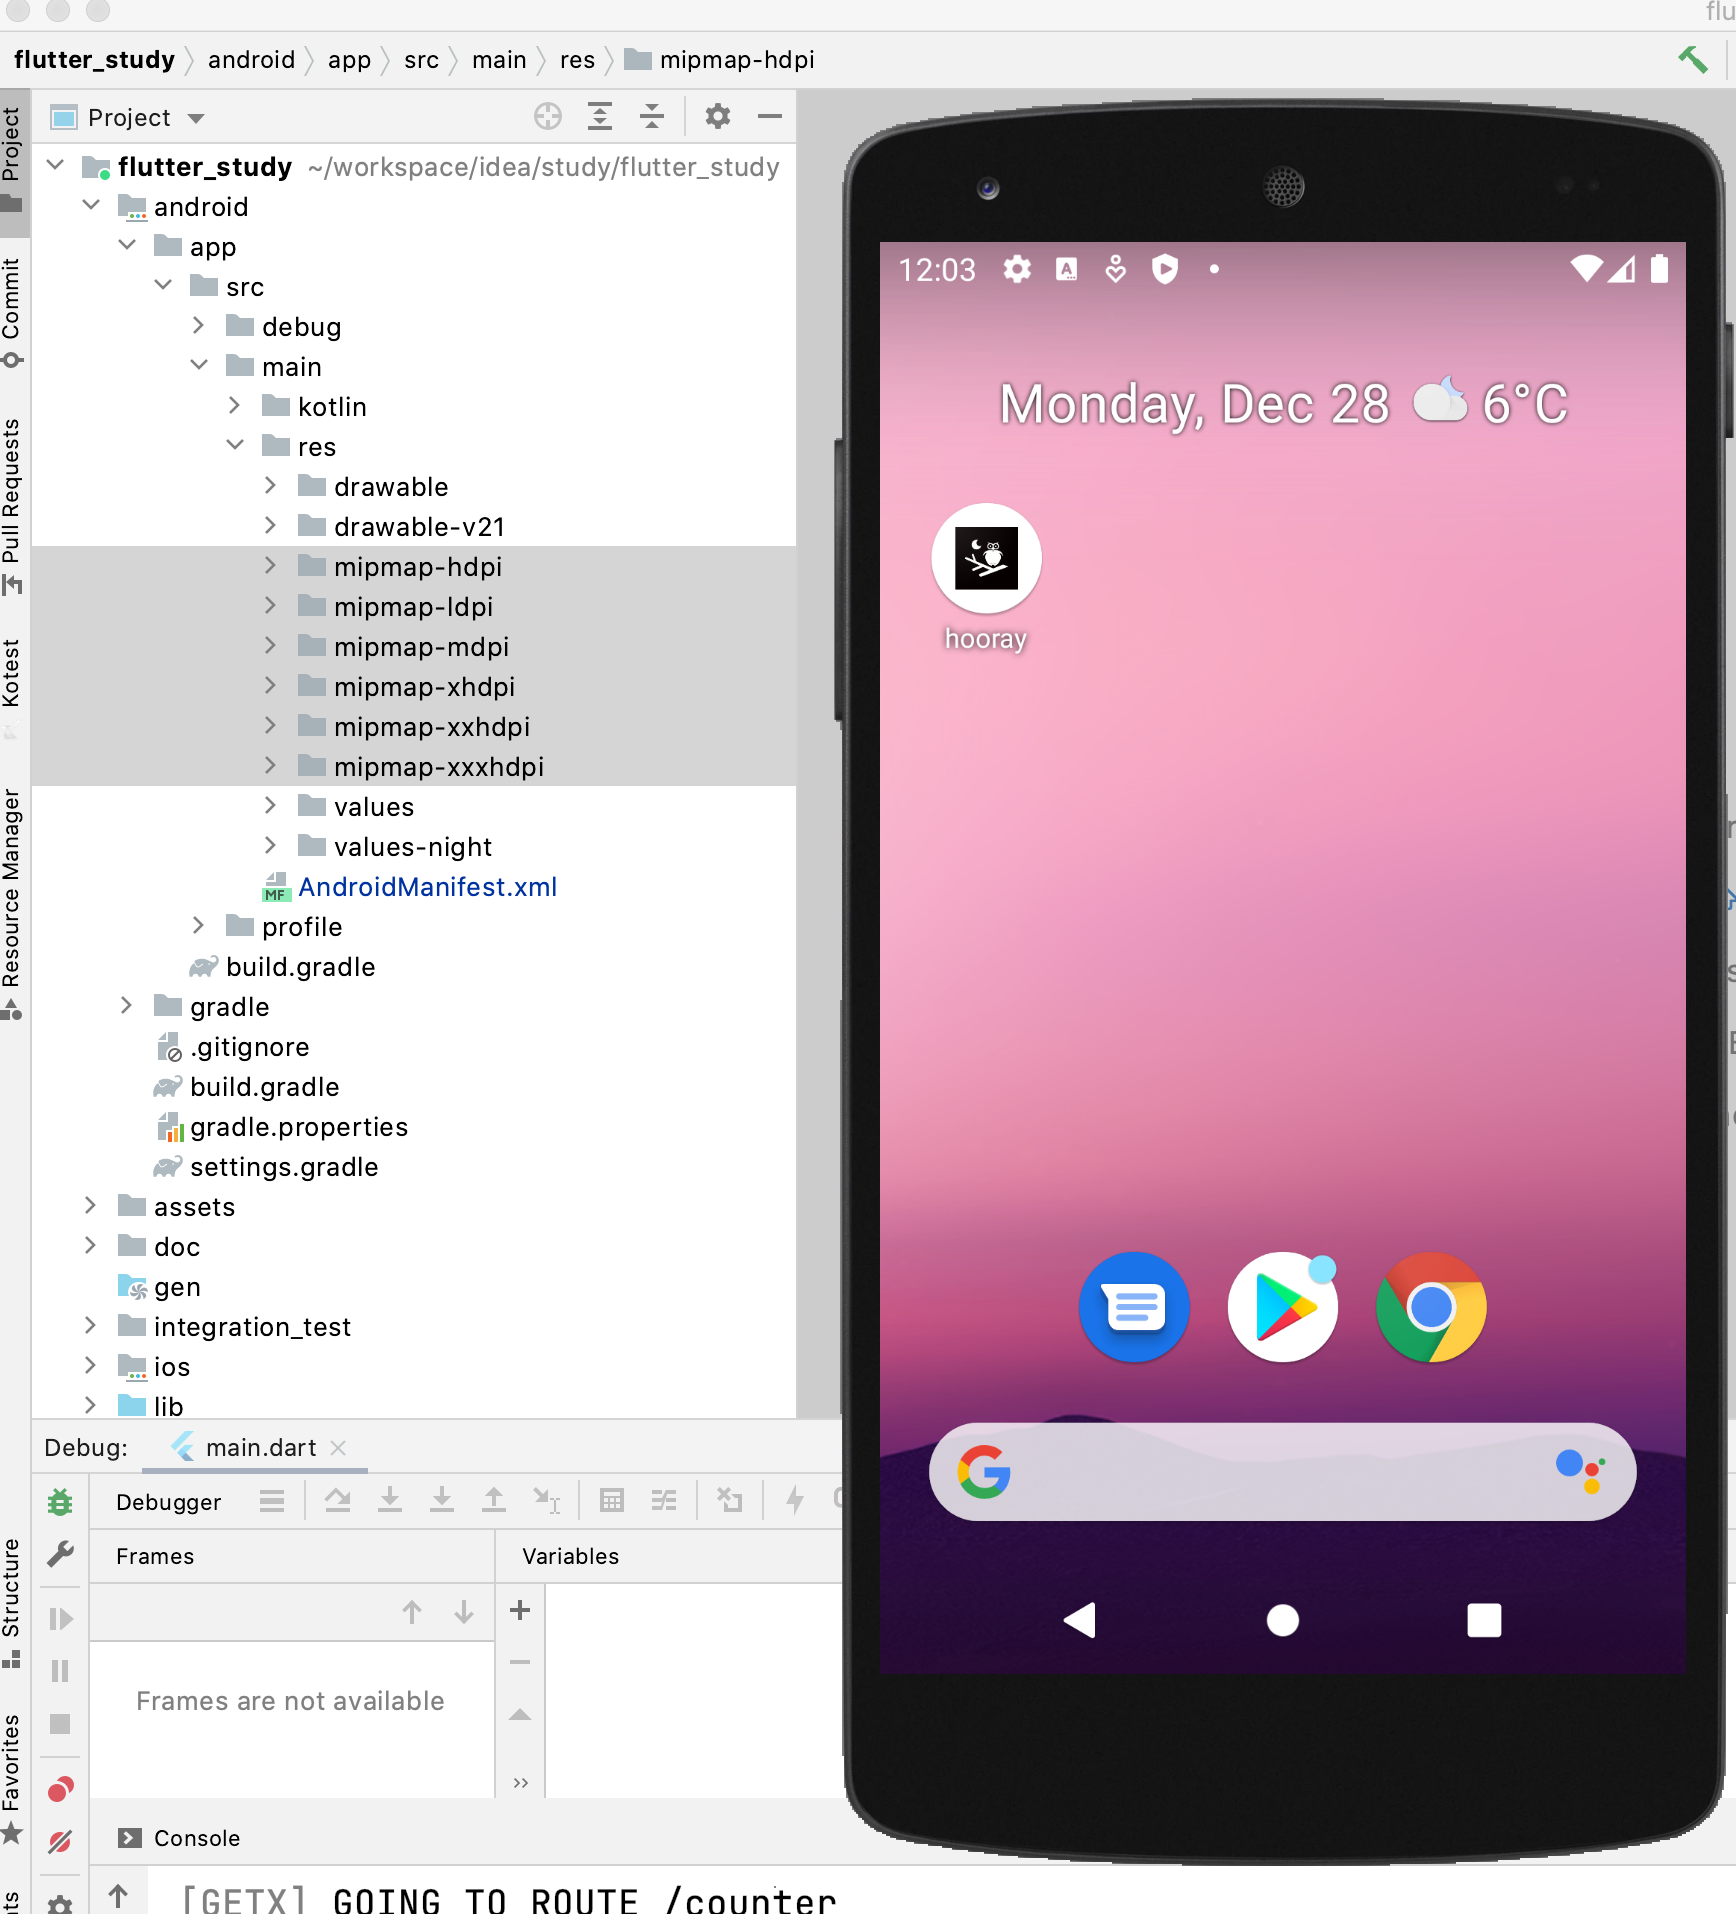 flu
flutter_study android app src main res mipmap-hdpi
Project
Project
flutter_study ~/workspace/idea/study/flutter_study
android
app
src
debug
main
kotlin
res
drawable
drawable-v21
mipmap-hdpi
mipmap-ldpi
mipmap-mdpi
mipmap-xhdpi
mipmap-xxhdpi
mipmap-xxxhdpi
values
values-night
MF AndroidManifest.xml
profile
build.gradle
gradle
.gitignore
build.gradle
gradle.properties
settings.gradle
assets
doc
gen
integration_test
ios
lib
Commit
Pull Requests
Kotest
Resource Manager
Structure
Favorites
12:03
Monday, Dec 28 6°C
hooray
Debug: main.dart
Debugger
Frames
Variables
Frames are not available
Console
[GETX] GOING TO ROUTE /counter